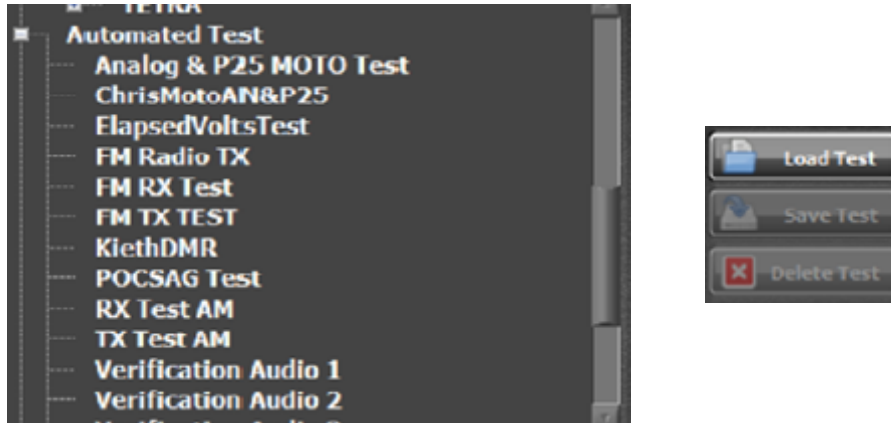 TETRA
Automated Test
Analog & P25 MOTO Test
ChrisMotoAN&P25
ElapsedVoltsTest
FM Radio TX
FM RX Test
FM TX TEST
KiethDMR
POCSAG Test
RX Test AM
TX Test AM
Verification Audio 1
Verification Audio 2
Load Test
Save Test
Delete Test